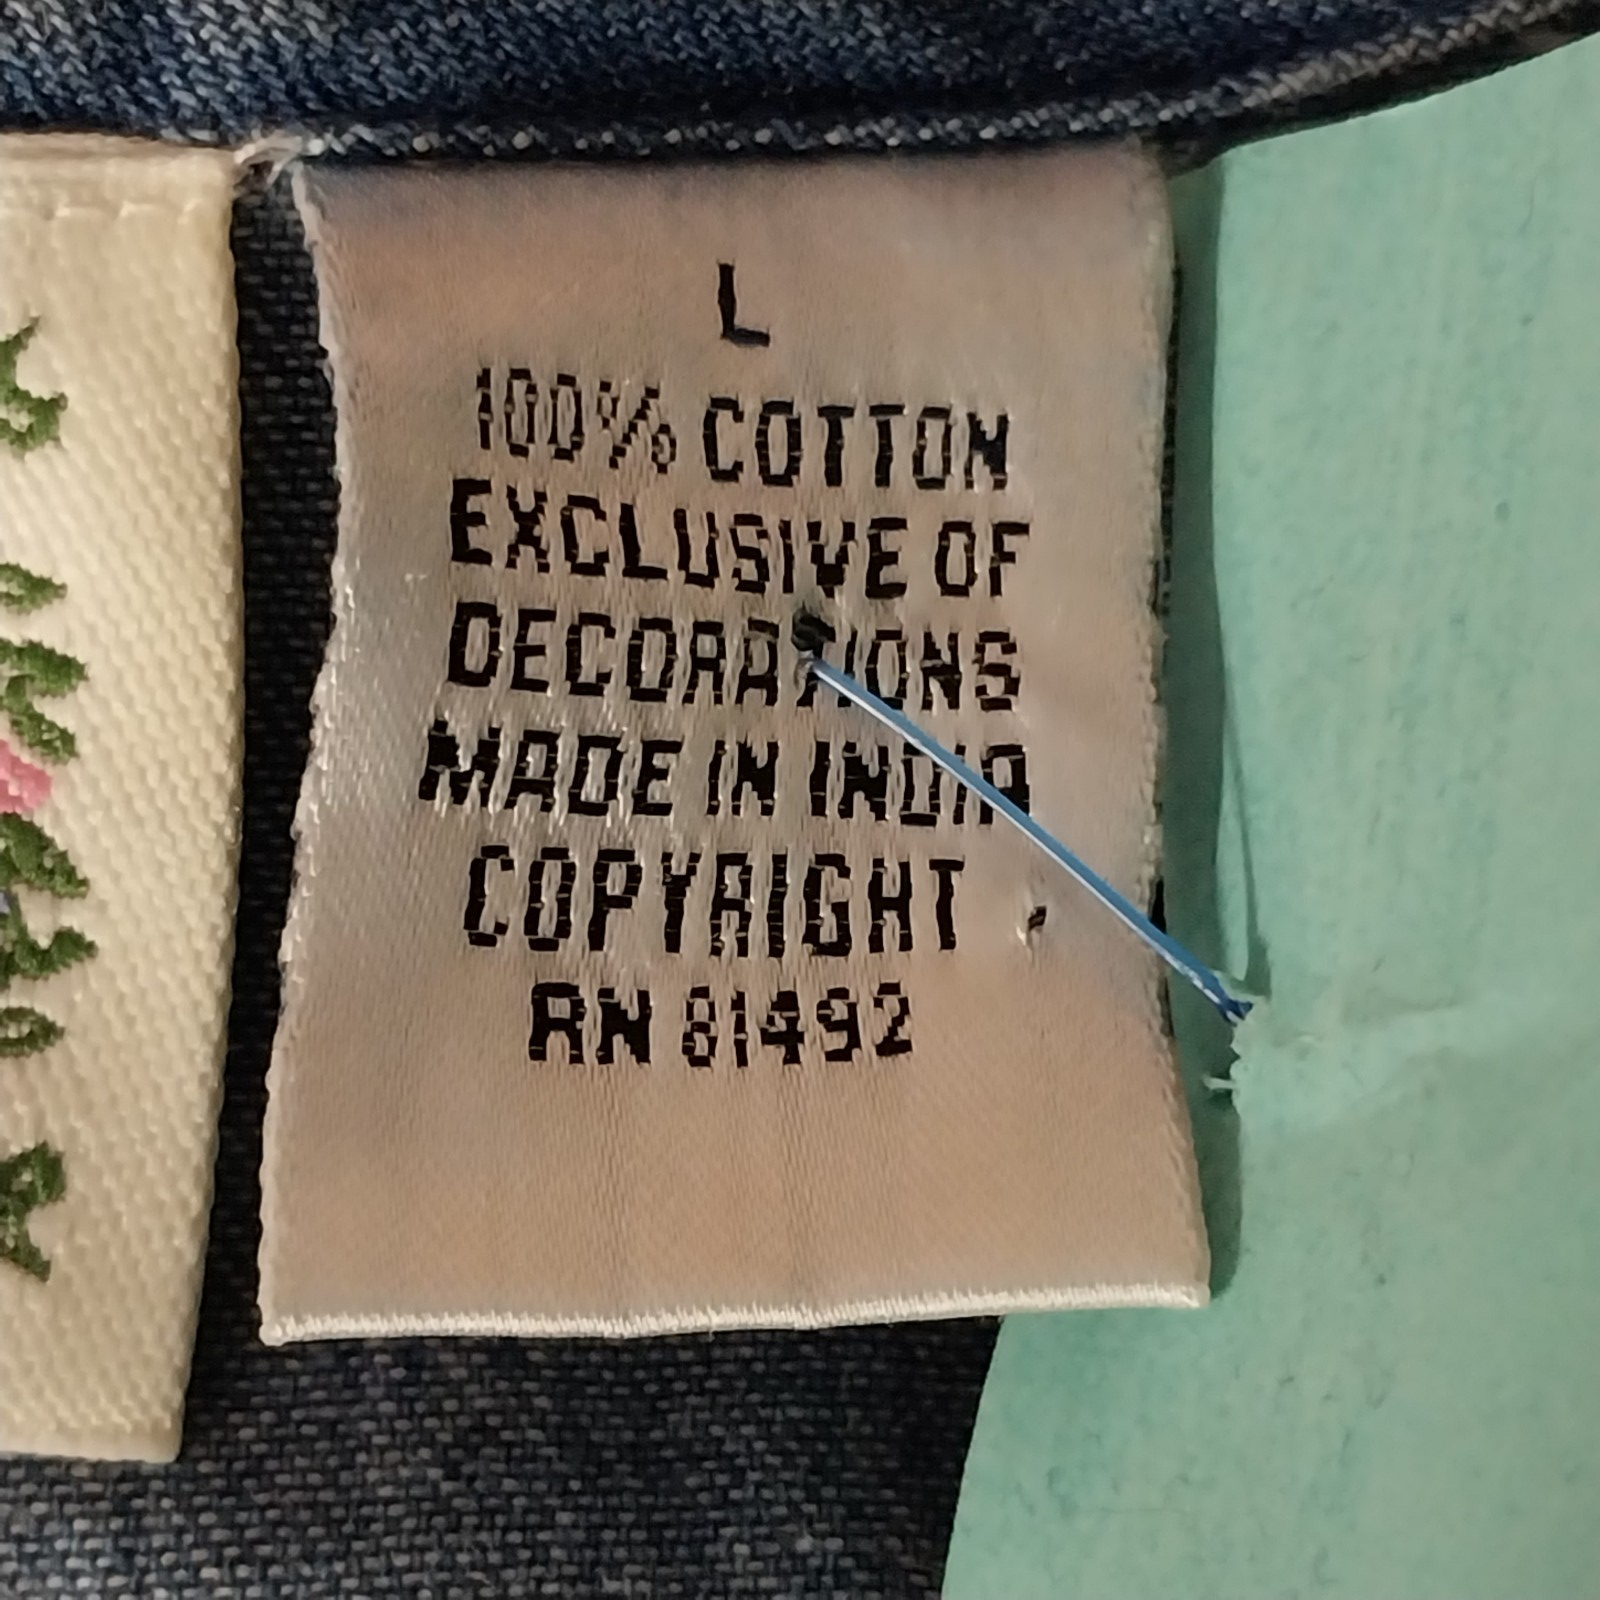 L
100% COTTON
EXCLUSIVE OF
DECORATIONS
MADE IN INDIA
COPYRIGHT
RN 81492